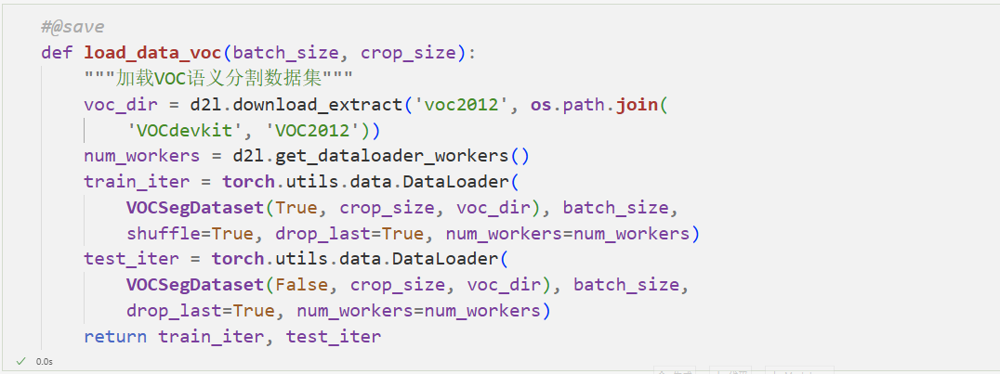 #@save
def load_data_voc(batch_size, crop_size):
"""加载VOC语义分割数据集"""
voc_dir = d2l.download_extract('voc2012', os.path.join(
'VOCdevkit', 'VOC2012'))
num_workers = d2l.get_dataloader_workers()
train_iter = torch.utils.data.DataLoader(
VOCSegDataset(True, crop_size, voc_dir), batch_size,
shuffle=True, drop_last=True, num_workers=num_workers)
test_iter = torch.utils.data.DataLoader(
VOCSegDataset(False, crop_size, voc_dir), batch_size,
drop_last=True, num_workers=num_workers)
return train_iter, test_iter
0.0s